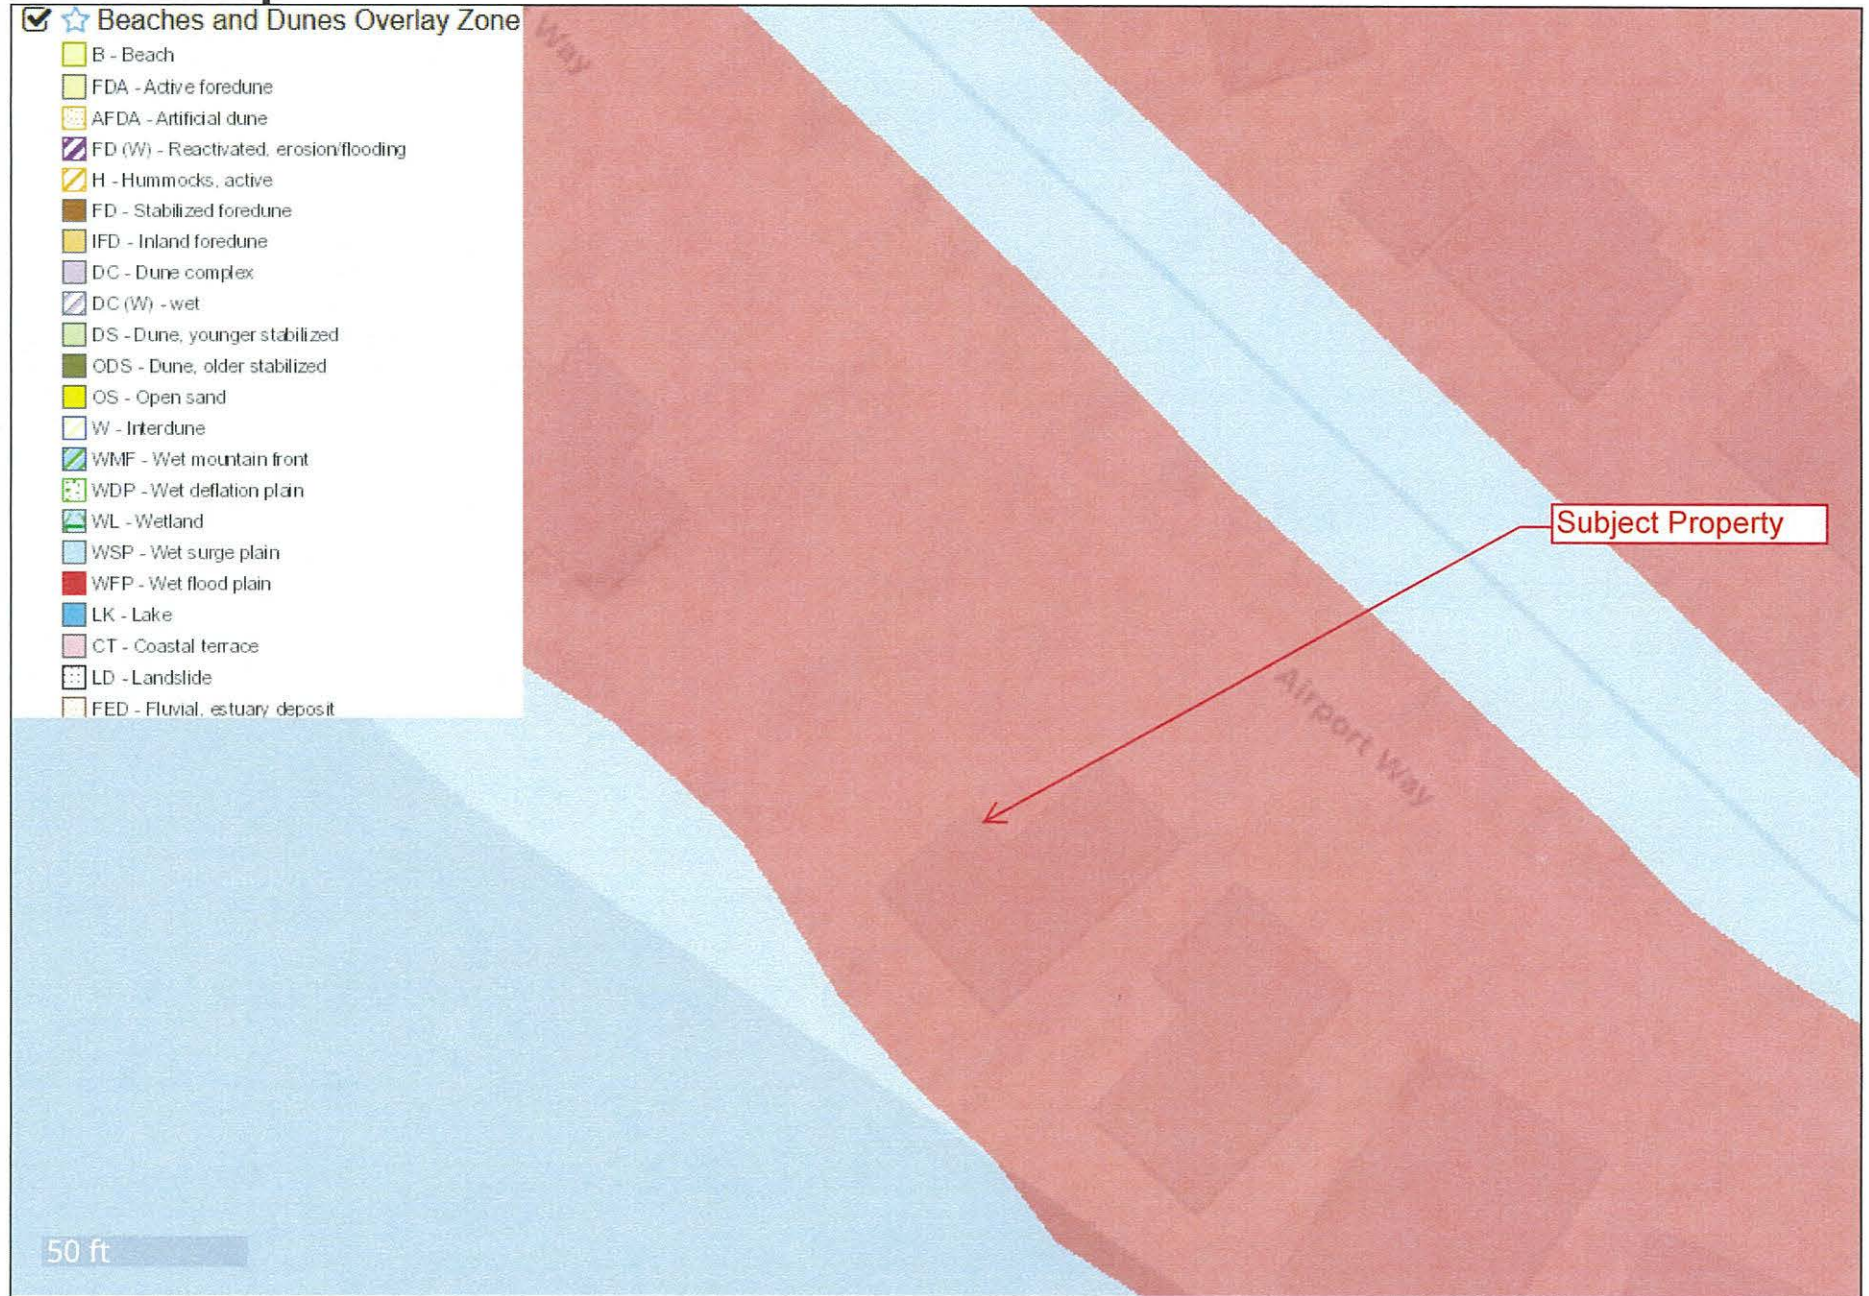 Beaches and Dunes Overlay Zone
B - Beach
FDA - Active foredune
AFDA - Artificial dune
FD (W) - Reactivated, erosion/flooding
H - Hummocks, active
FD - Stabilized foredune
IFD - Inland foredune
DC - Dune complex
DC (W) - wet
DS - Dune, younger stabilized
ODS - Dune, older stabilized
OS - Open sand
W - Interdune
WMF - Wet mountain front
WDP - Wet deflation plain
WL - Wetland
WSP - Wet surge plain
WFP - Wet flood plain
LK - Lake
CT - Coastal terrace
LD - Landslide
FED - Fluvial, estuary deposit
Way
Subject Property
Airport Way
50 ft